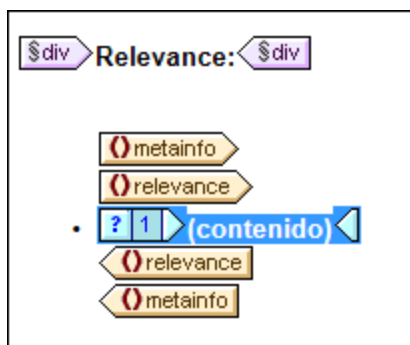 §div Relevance: §div
() metainfo
() relevance
• ? 1 (contenido)
() relevance
() metainfo